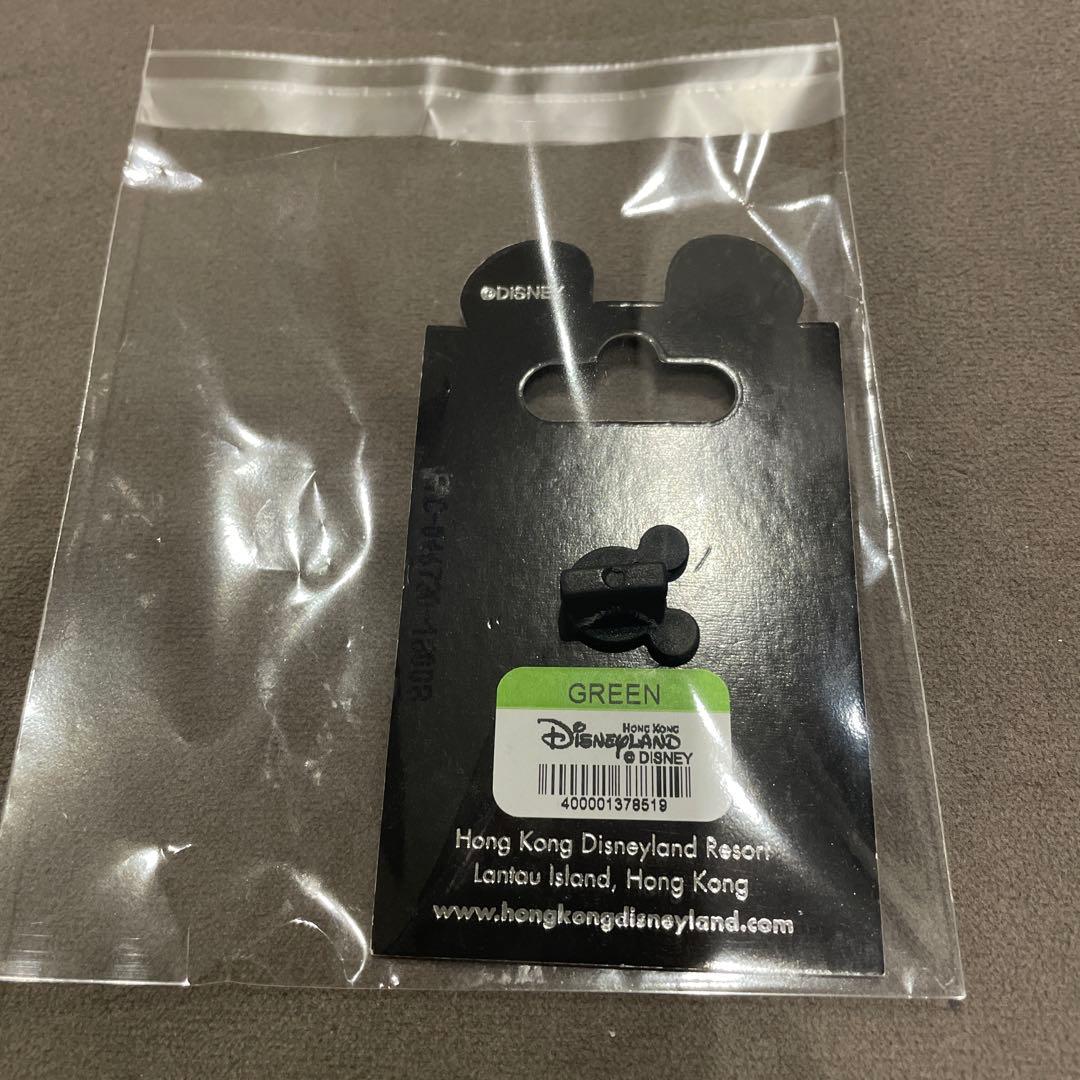 ©DISNEY
GREEN
HONG KONG
DISNEYLAND
© DISNEY
400001378519
Hong Kong Disneyland Resort
Lantau Island, Hong Kong
www.hongkongdisneyland.com